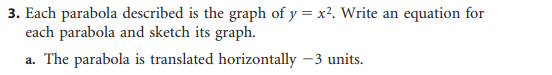 3. Each parabola described is the graph of y = x². Write an equation for
each parabola and sketch its graph.
a. The parabola is translated horizontally −3 units.